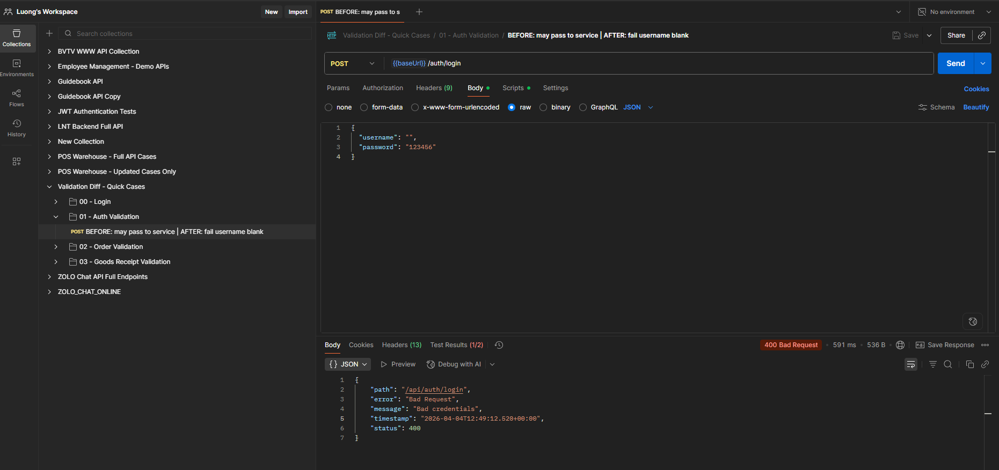 Luong's Workspace
New
Import
POST BEFORE: may pass to s
No environment
Collections
Environments
Flows
History
Search collections
BVTV WWW API Collection
Employee Management - Demo APIs
Guidebook API
Guidebook API Copy
JWT Authentication Tests
LNT Backend Full API
New Collection
POS Warehouse - Full API Cases
POS Warehouse - Updated Cases Only
Validation Diff - Quick Cases
00 - Login
01 - Auth Validation
POST BEFORE: may pass to service | AFTER: fail username blank
02 - Order Validation
03 - Goods Receipt Validation
ZOLO Chat API Full Endpoints
ZOLO_CHAT_ONLINE
HTTP Validation Diff - Quick Cases / 01 - Auth Validation / BEFORE: may pass to service | AFTER: fail username blank
Save
Share
POST {{baseUrl}} /auth/login
Send
Params Authorization Headers (9) Body Scripts Settings
Cookies
none form-data x-www-form-urlencoded raw binary GraphQL JSON
Schema Beautify
1 {
2 "username": "",
3 "password": "123456"
4 }
Body Cookies Headers (13) Test Results (1/2)
400 Bad Request • 591 ms • 536 B
e.g. Save Response
{} JSON Preview Debug with AI
1 {
2 "path": "/api/auth/login",
3 "error": "Bad Request",
4 "message": "Bad credentials",
5 "timestamp": "2026-04-04T12:49:12.520+00:00",
6 "status": 400
7 }